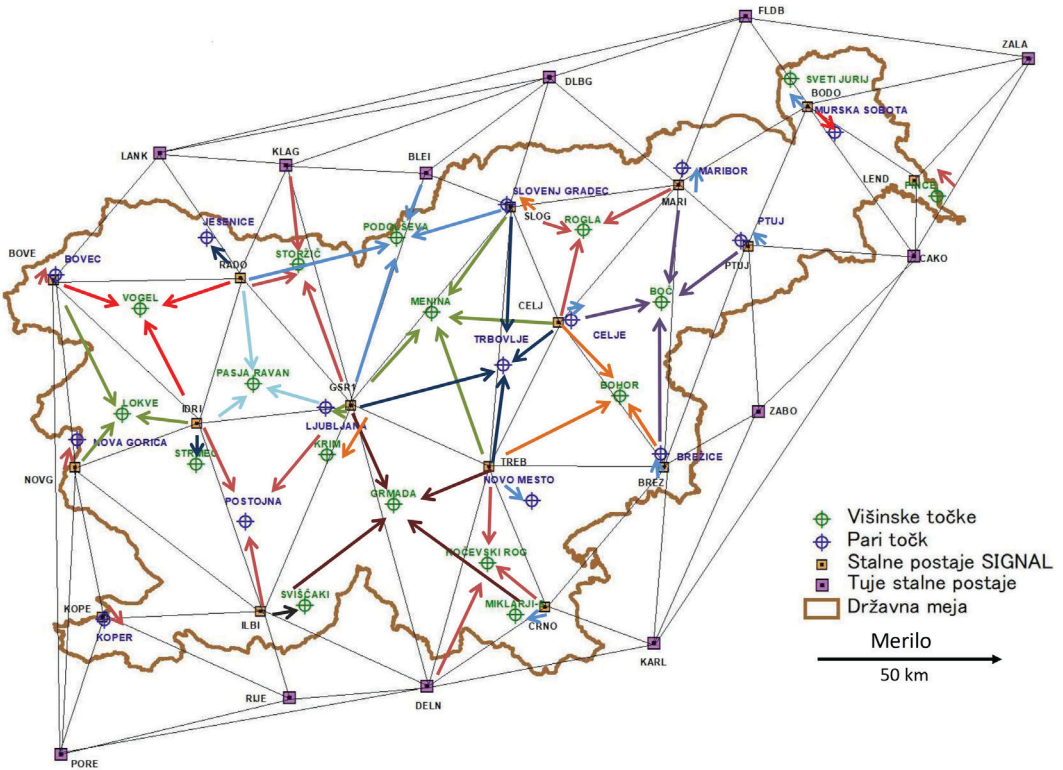 FLDB
ZALA
DLBG
SVETI JURIJ
BODO
MURSKA SOBOTA
LANK
KLAG
BLEI
LEND
PINCE
MARIBOR
MARI
SLOVENJ GRADEC
SLOG
ROGLA
JESENICE
PODOLŠEVA
PTUJ
PTUJ
CAKO
BOVE
BOVEC
RADO
STORŽIČ
VOGEL
MENINA
CELJ
CELJE
BOČ
TRBOVLJE
PASJA RAVAN
GSR1
BOHOR
LOKVE
IDRI
LJUBLJANA
ZABO
NOVA GORICA
KRIM
STRMEC
NOVG
TREB
BREZICE
BREZ
NOVO MESTO
GRMADA
POSTOJNA
KOČEVSKI ROG
SVIŠČAKI
MIKLARJI
KOPE
KOPER
ILBI
CRNO
KARL
RIJE
DELN
PORE
Višinske točke
Pari točk
Stalne postaje SIGNAL
Tuje stalne postaje
Državna meja
Merilo
50 km